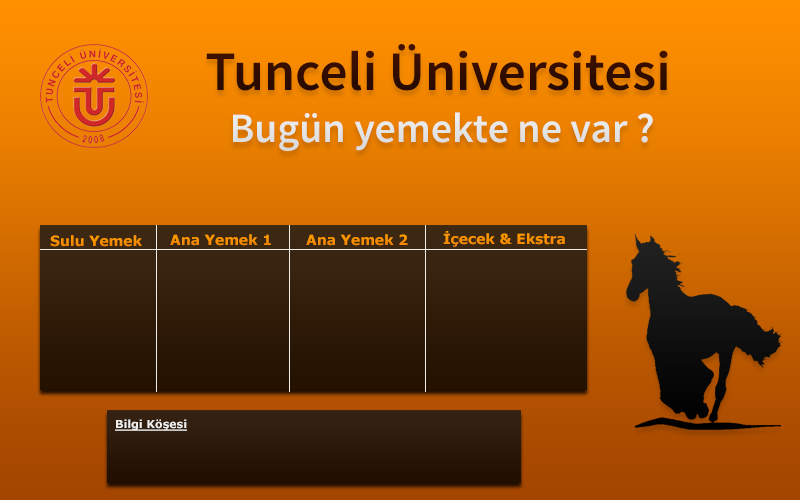 TUNCELİ ÜNİVERSİTESİ
2008
Tunceli Üniversitesi
Bugün yemekte ne var ?
Sulu Yemek Ana Yemek 1 Ana Yemek 2 İçecek & Ekstra
Bilgi Köşesi